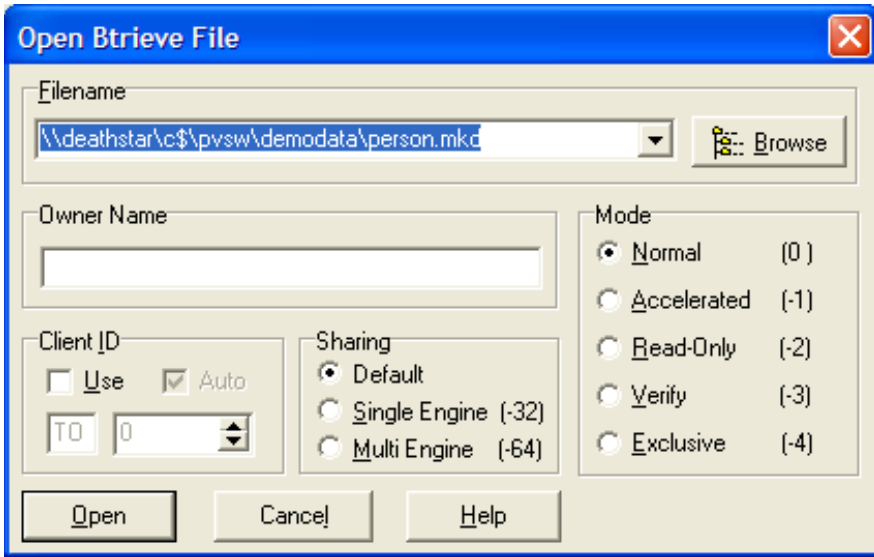 Open Btrieve File
Filename
\\deathstar\c$\pvsw\demodata\person.mkd
Browse
Owner Name
Mode
Normal (0 )
Accelerated (-1)
Read-Only (-2)
Verify (-3)
Exclusive (-4)
Client ID
Use Auto
TO 0
Sharing
Default
Single Engine (-32)
Multi Engine (-64)
Open Cancel Help